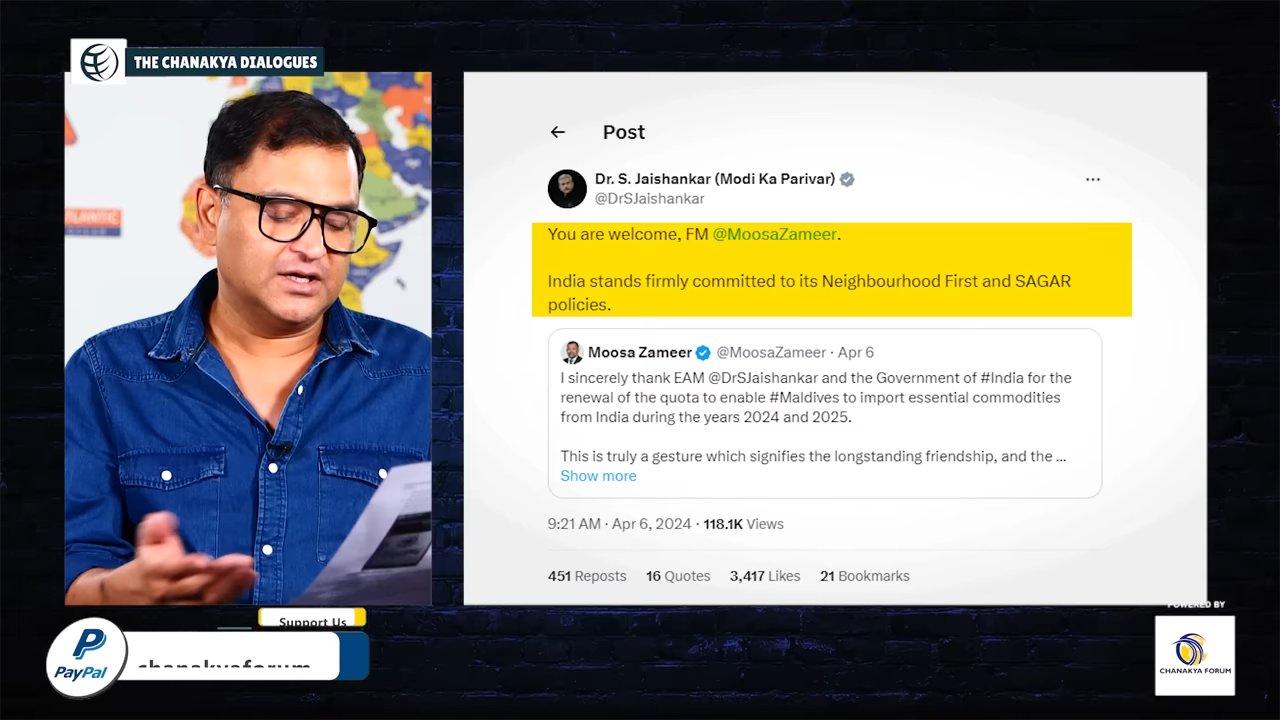 THE CHANAKYA DIALOGUES
ATLANTIC
Post
Dr. S. Jaishankar (Modi Ka Parivar)
@DrSJaishankar
You are welcome, FM @MoosaZameer.
India stands firmly committed to its Neighbourhood First and SAGAR
policies.
Moosa Zameer @MoosaZameer · Apr 6
I sincerely thank EAM @DrSJaishankar and the Government of #India for the
renewal of the quota to enable #Maldives to import essential commodities
from India during the years 2024 and 2025.
This is truly a gesture which signifies the longstanding friendship, and the ...
Show more
9:21 AM · Apr 6, 2024 · 118.1K Views
451 Reposts 16 Quotes 3,417 Likes 21 Bookmarks
Support Us
PayPal
chanakyaforum
POWERED BY
CHANAKYA FORUM